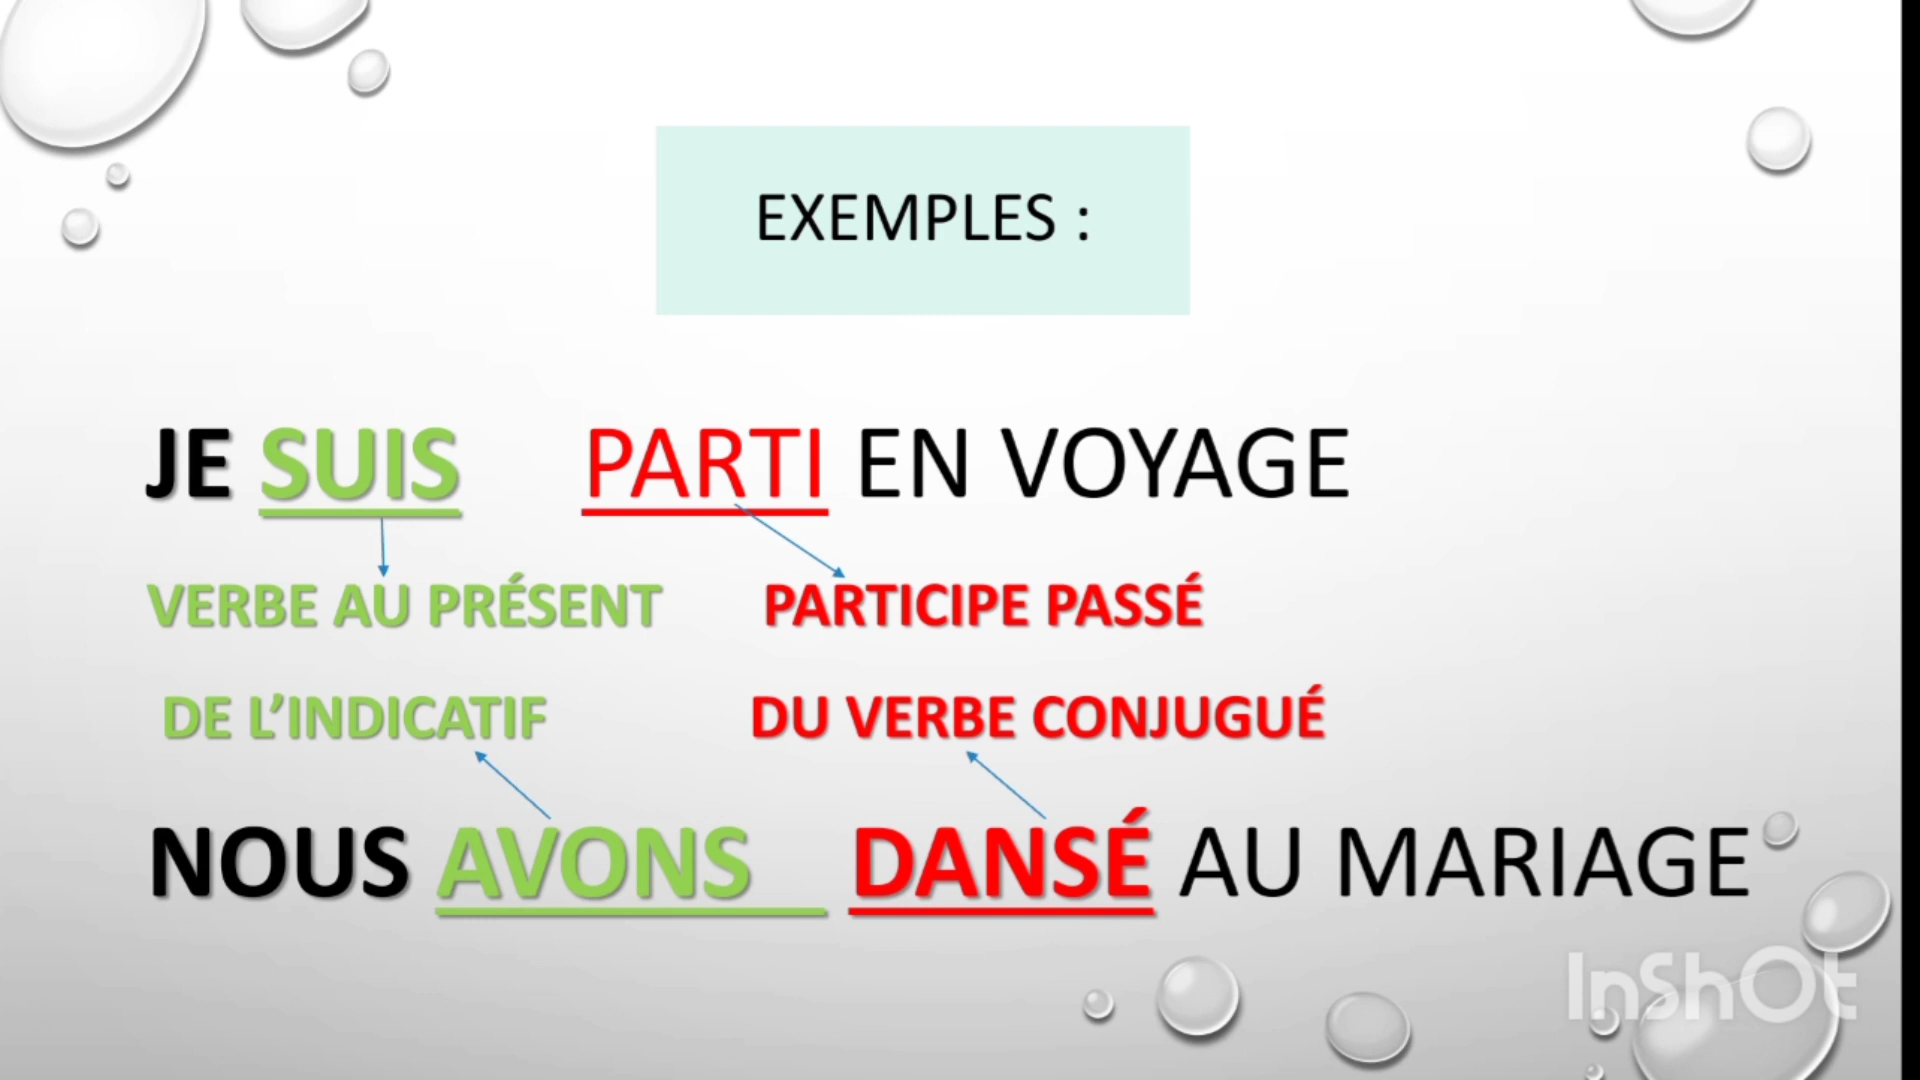 EXEMPLES :
JE SUIS PARTI EN VOYAGE
VERBE AU PRÉSENT PARTICIPE PASSÉ
DE L’INDICATIF DU VERBE CONJUGUÉ
NOUS AVONS DANSÉ AU MARIAGE
InShOt